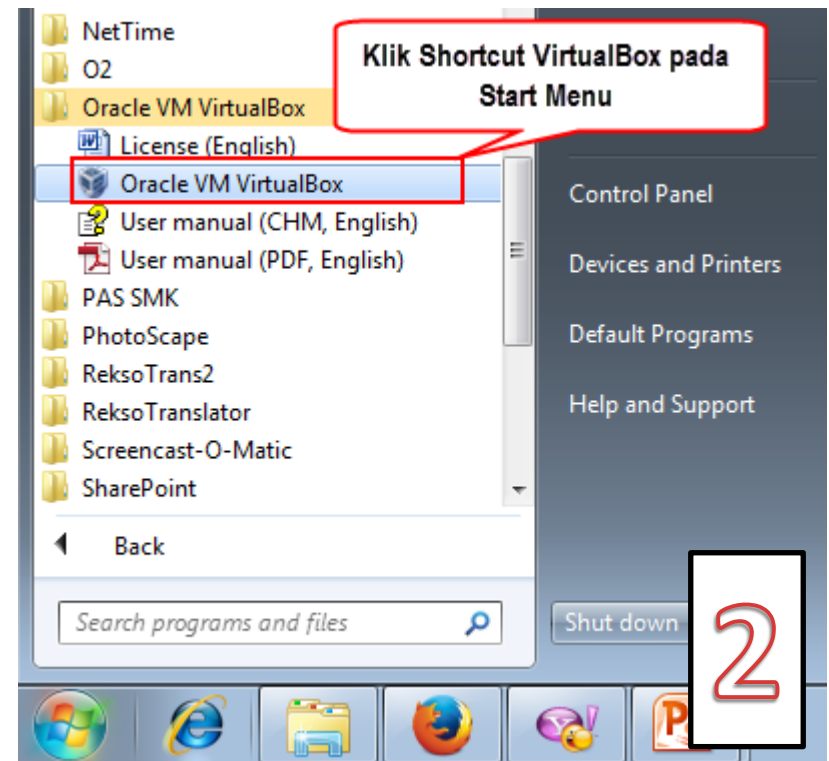 NetTime
O2
Oracle VM VirtualBox
License (English)
Oracle VM VirtualBox
User manual (CHM, English)
User manual (PDF, English)
PAS SMK
PhotoScape
ReksoTrans2
ReksoTranslator
Screencast-O-Matic
SharePoint
Back
Search programs and files
Klik Shortcut VirtualBox pada
Start Menu
Control Panel
Devices and Printers
Default Programs
Help and Support
Shut down
2